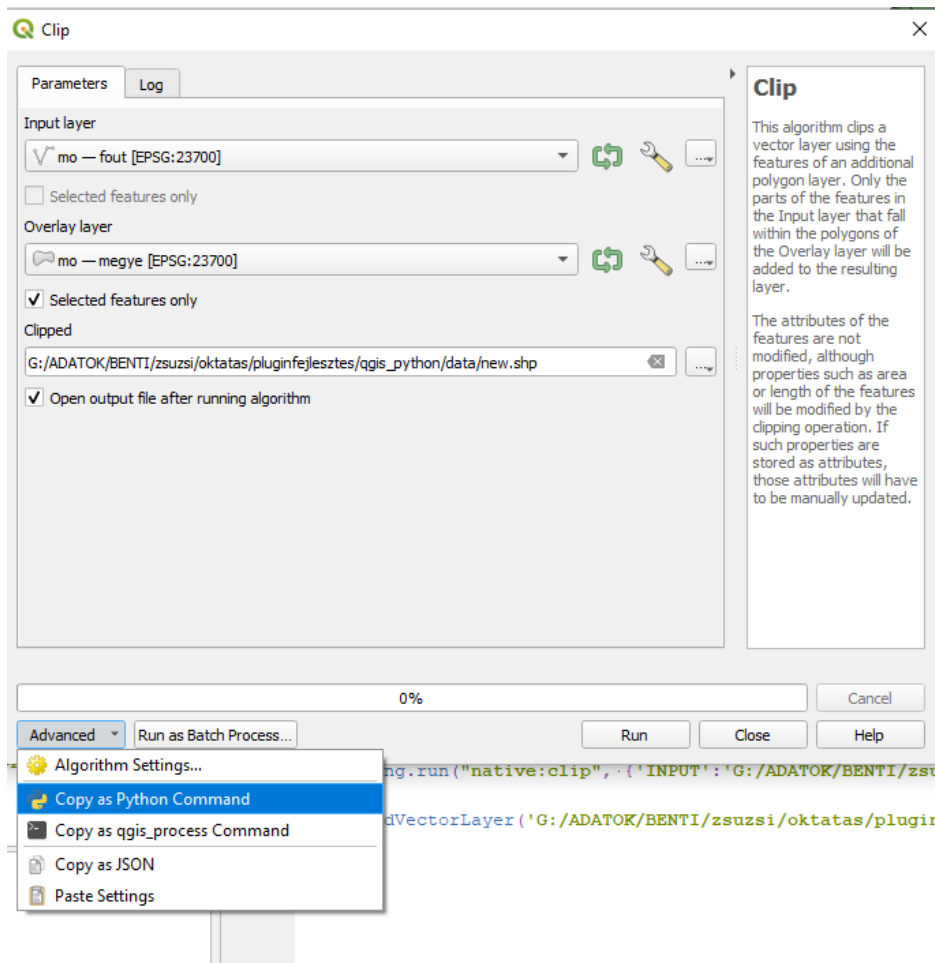 Clip
Parameters
Log
Input layer
mo — fout [EPSG:23700]
Selected features only
Overlay layer
mo — megye [EPSG:23700]
Selected features only
Clipped
G:/ADATOK/BENTI/zsuzsi/oktatas/pluginfejlesztes/qgis_python/data/new.shp
Open output file after running algorithm
Clip
This algorithm clips a
vector layer using the
features of an additional
polygon layer. Only the
parts of the features in
the Input layer that fall
within the polygons of
the Overlay layer will be
added to the resulting
layer.
The attributes of the
features are not
modified, although
properties such as area
or length of the features
will be modified by the
clipping operation. If
such properties are
stored as attributes,
those attributes will have
to be manually updated.
0%
Cancel
Advanced
Run as Batch Process...
Run
Close
Help
Algorithm Settings...
Copy as Python Command
Copy as qgis_process Command
Copy as JSON
Paste Settings
ng.run("native:clip", {'INPUT':'G:/ADATOK/BENTI/zsu
dVectorLayer('G:/ADATOK/BENTI/zsuzsi/oktatas/plugin